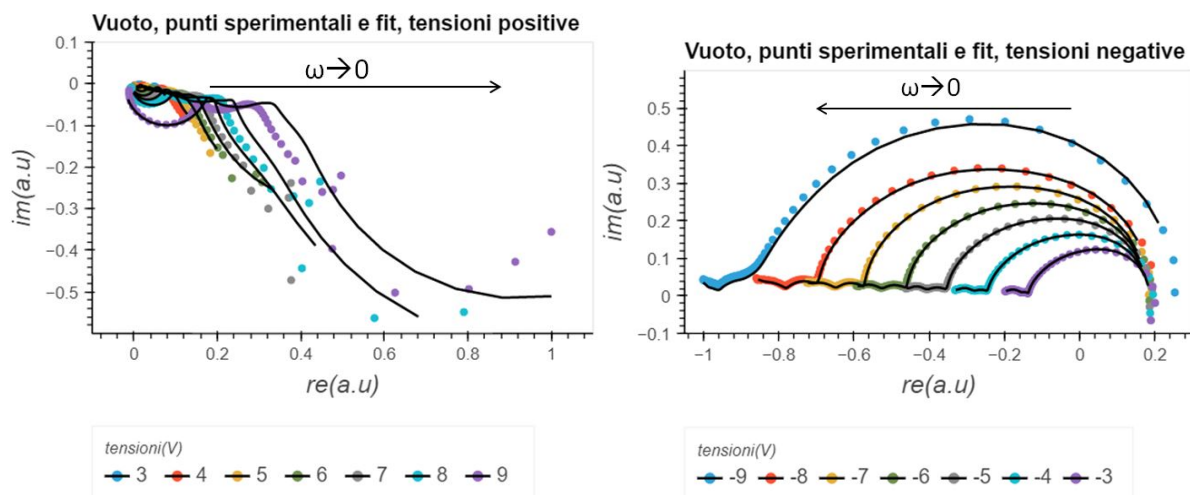 Vuoto, punti sperimentali e fit, tensioni positive
ω→0
0.1
0
−0.1
−0.2
−0.3
−0.4
−0.5
im(a.u)
0 0.2 0.4 0.6 0.8 1
re(a.u)
tensioni(V)
3 4 5 6 7 8 9
Vuoto, punti sperimentali e fit, tensioni negative
ω→0
0.5
0.4
0.3
0.2
0.1
0
−0.1
im(a.u)
−1 −0.8 −0.6 −0.4 −0.2 0 0.2
re(a.u)
tensioni(V)
-9 -8 -7 -6 -5 -4 -3